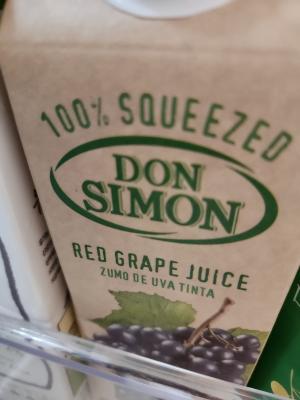 100% SQUEEZED
DON
SIMON
RED GRAPE JUICE
ZUMO DE UVA TINTA